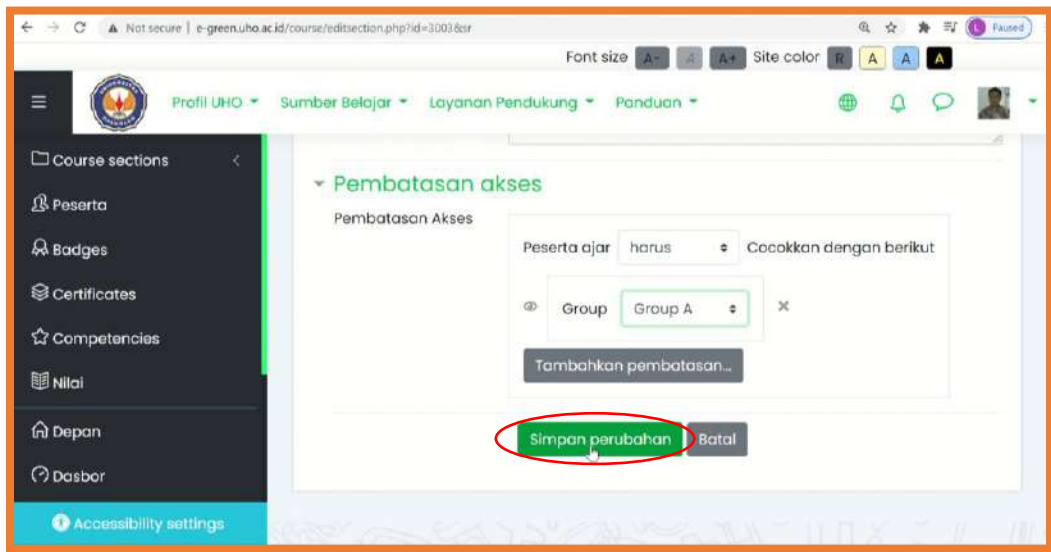 Not secure | e-green.uho.ac.id/course/editsection.php?id=3003&sr
Paused
Font size A- A A+ Site color R A A A
Profil UHO Sumber Belajar Layanan Pendukung Panduan
Course sections
Peserta
Badges
Certificates
Competencies
Nilai
Depan
Dasbor
Accessibility settings
Pembatasan akses
Pembatasan Akses
Peserta ajar harus Cocokkan dengan berikut
Group Group A
Tambahkan pembatasan...
Simpan perubahan Batal